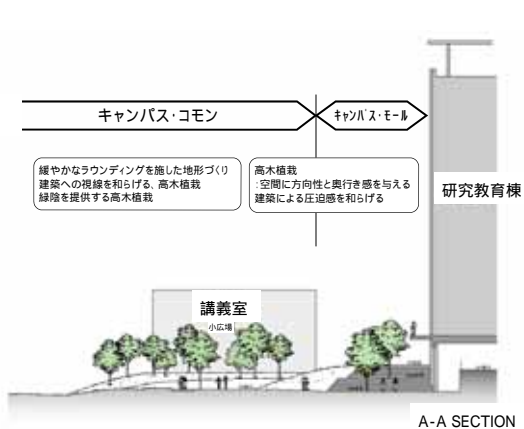 キャンパス・コモン
キャンパス・モール
緩やかなラウンディングを施した地形づくり
建築への視線を和らげる、高木植栽
緑陰を提供する高木植栽
高木植栽
:空間に方向性と奥行き感を与える
建築による圧迫感を和らげる
研究教育棟
講義室
小広場
A-A SECTION